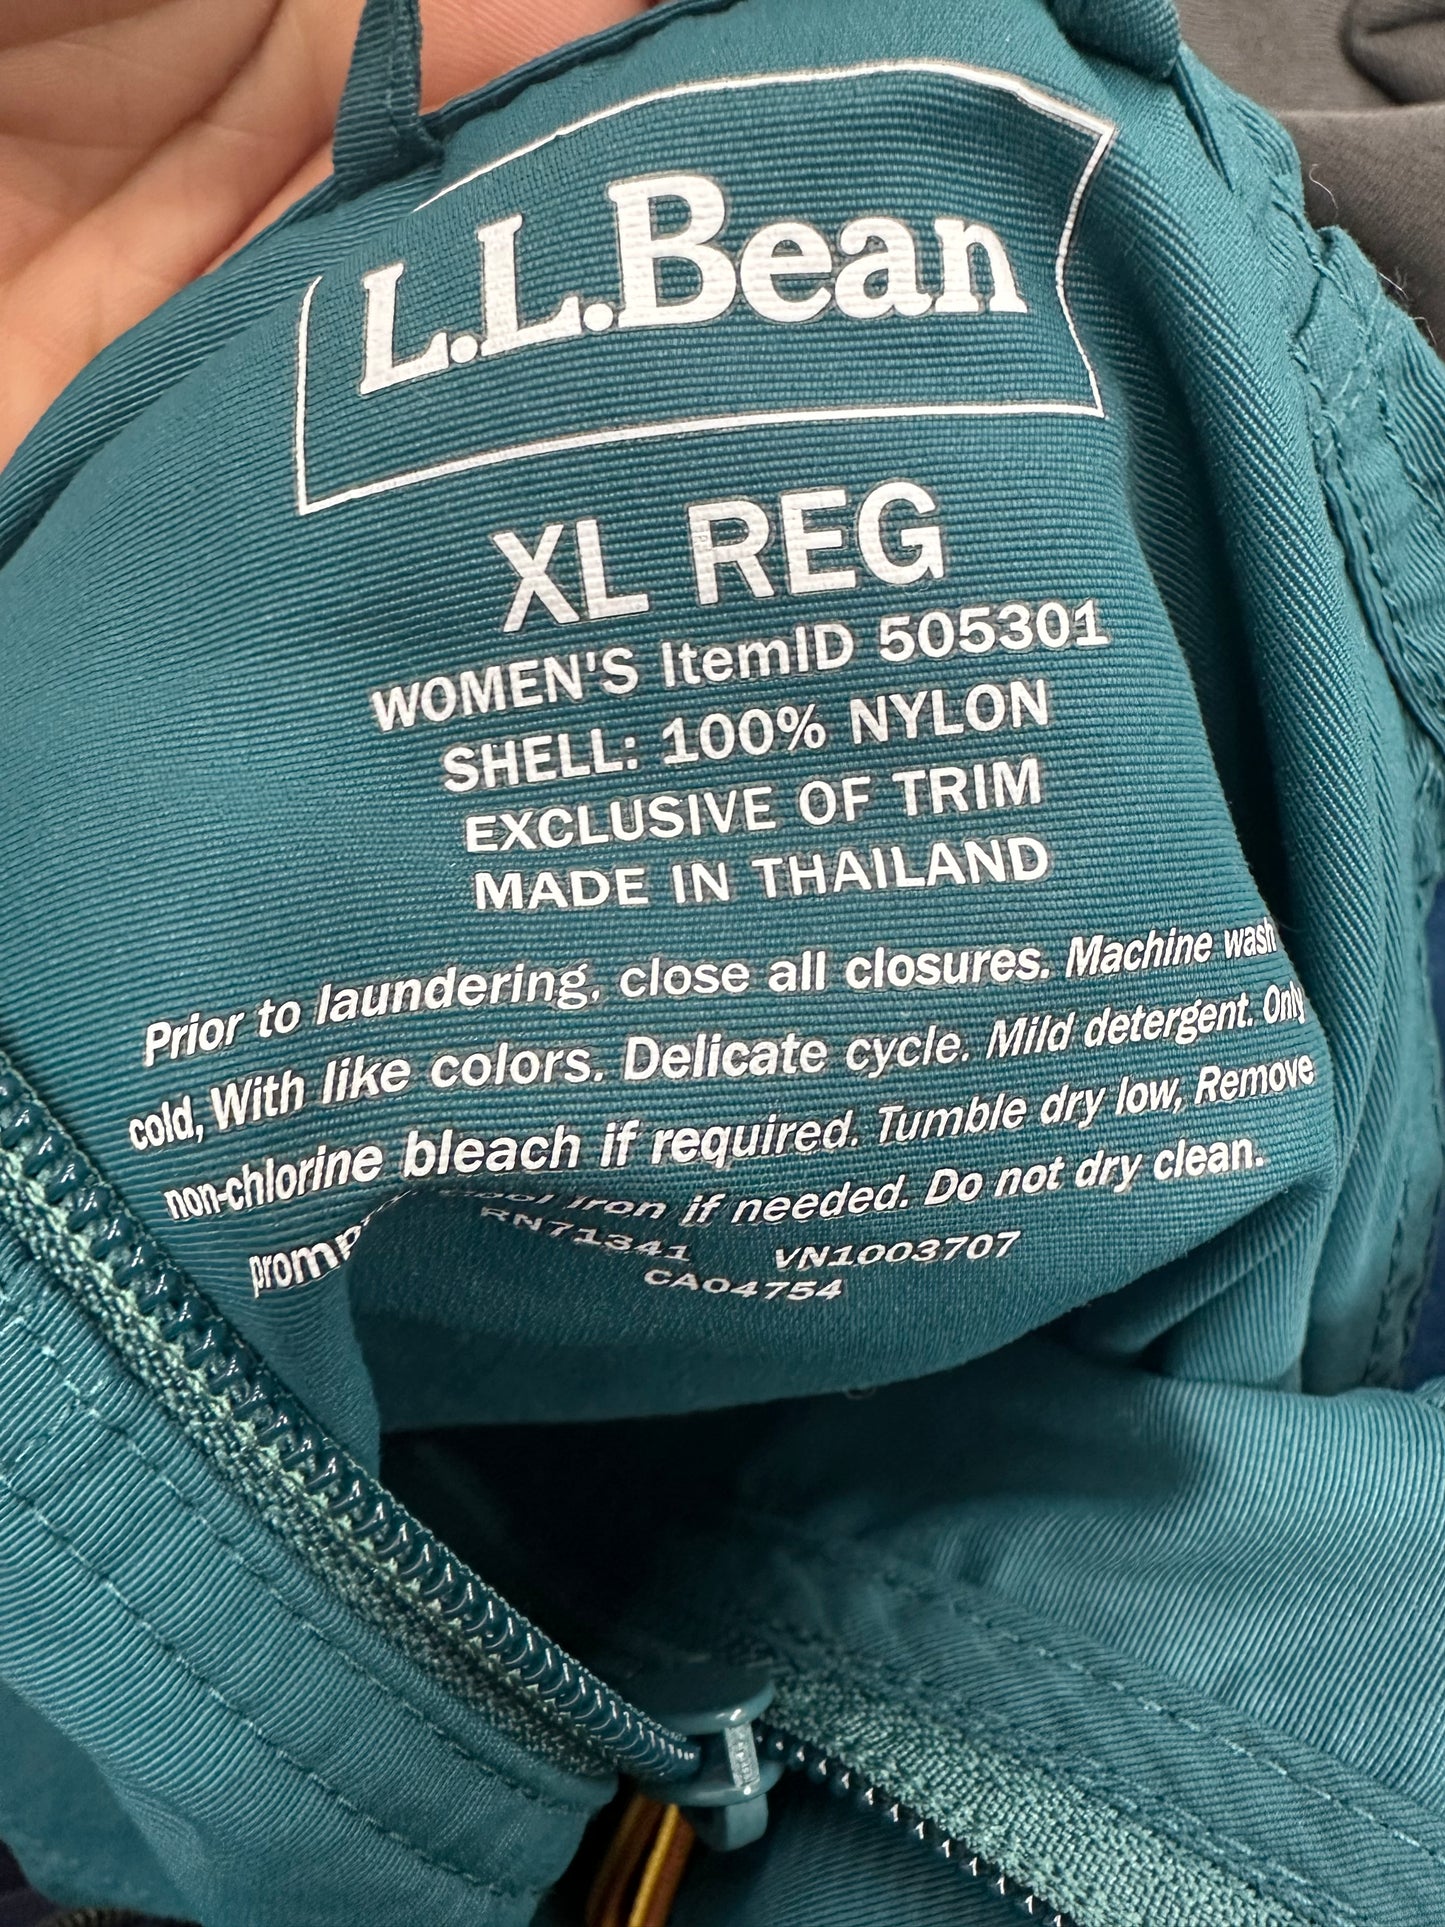 L.L.Bean
XL REG
WOMEN'S ItemID 505301
SHELL: 100% NYLON
EXCLUSIVE OF TRIM
MADE IN THAILAND
Prior to laundering, close all closures. Machine wash
cold, With like colors. Delicate cycle. Mild detergent. Only
non-chlorine bleach if required. Tumble dry low, Remove
iron if needed. Do not dry clean.
RN71341 VN1003707
CA04754